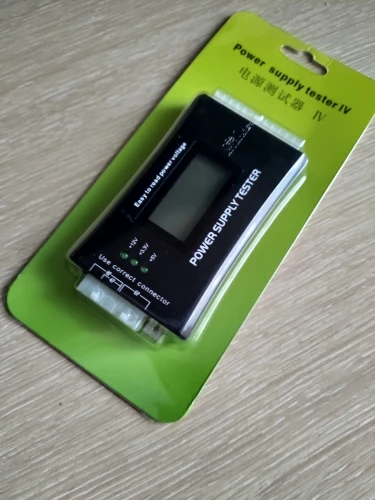 Power supply tester IV
电源测试器 Ⅳ
Easy to read power voltage
POWER SUPPLY TESTER
+12V
+3.3V
+5V
Use correct connector